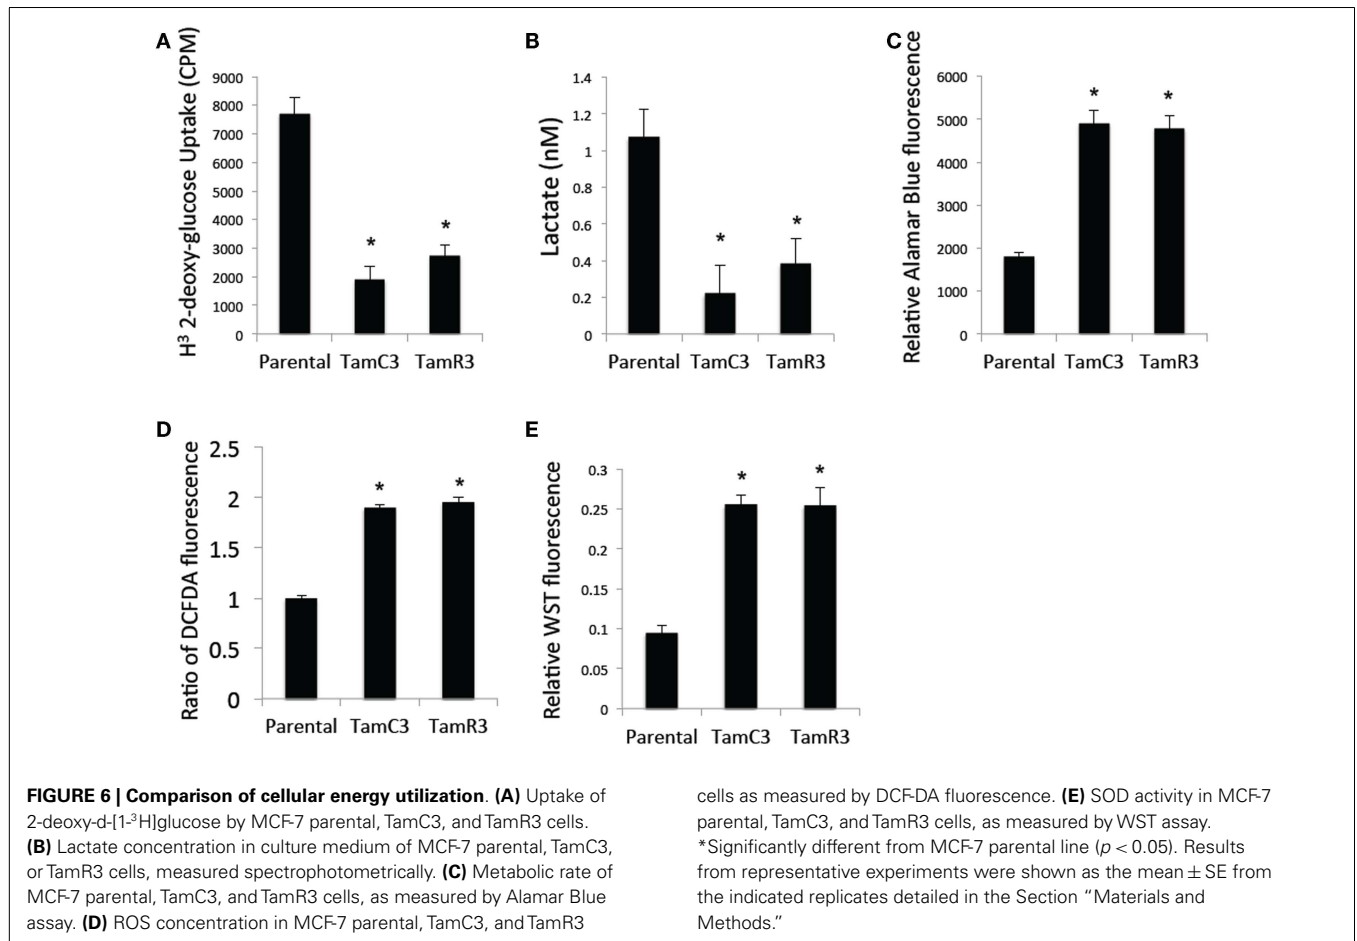 A
H³ 2-deoxy-glucose Uptake (CPM)
9000
8000
7000
6000
5000
4000
3000
2000
1000
0
*
*
Parental TamC3 TamR3
B
Lactate (nM)
1.4
1.2
1
0.8
0.6
0.4
0.2
0
*
*
Parental TamC3 TamR3
C
Relative Alamar Blue fluorescence
6000
5000
4000
3000
2000
1000
0
*
*
Parental TamC3 TamR3
D
Ratio of DCFDA fluorescence
2.5
2
1.5
1
0.5
0
*
*
Parental TamC3 TamR3
E
Relative WST fluorescence
0.3
0.25
0.2
0.15
0.1
0.05
0
*
*
Parental TamC3 TamR3
FIGURE 6 | Comparison of cellular energy utilization. (A) Uptake of
2-deoxy-d-[1-³H]glucose by MCF-7 parental, TamC3, and TamR3 cells.
(B) Lactate concentration in culture medium of MCF-7 parental, TamC3,
or TamR3 cells, measured spectrophotometrically. (C) Metabolic rate of
MCF-7 parental, TamC3, and TamR3 cells, as measured by Alamar Blue
assay. (D) ROS concentration in MCF-7 parental, TamC3, and TamR3
cells as measured by DCF-DA fluorescence. (E) SOD activity in MCF-7
parental, TamC3, and TamR3 cells, as measured by WST assay.
*Significantly different from MCF-7 parental line (p < 0.05). Results
from representative experiments were shown as the mean ± SE from
the indicated replicates detailed in the Section “Materials and
Methods.”